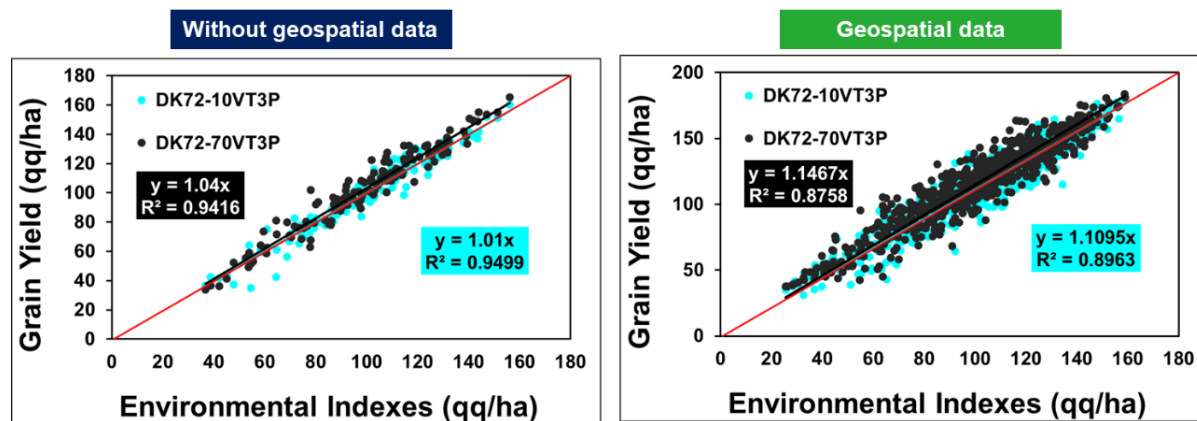 Without geospatial data
Grain Yield (qq/ha)
180
160
140
120
100
80
60
40
20
0
DK72-10VT3P
DK72-70VT3P
y = 1.04x
R² = 0.9416
y = 1.01x
R² = 0.9499
0 20 40 60 80 100 120 140 160 180
Environmental Indexes (qq/ha)
Geospatial data
Grain Yield (qq/ha)
200
150
100
50
0
DK72-10VT3P
DK72-70VT3P
y = 1.1467x
R² = 0.8758
y = 1.1095x
R² = 0.8963
0 20 40 60 80 100 120 140 160 180
Environmental Indexes (qq/ha)